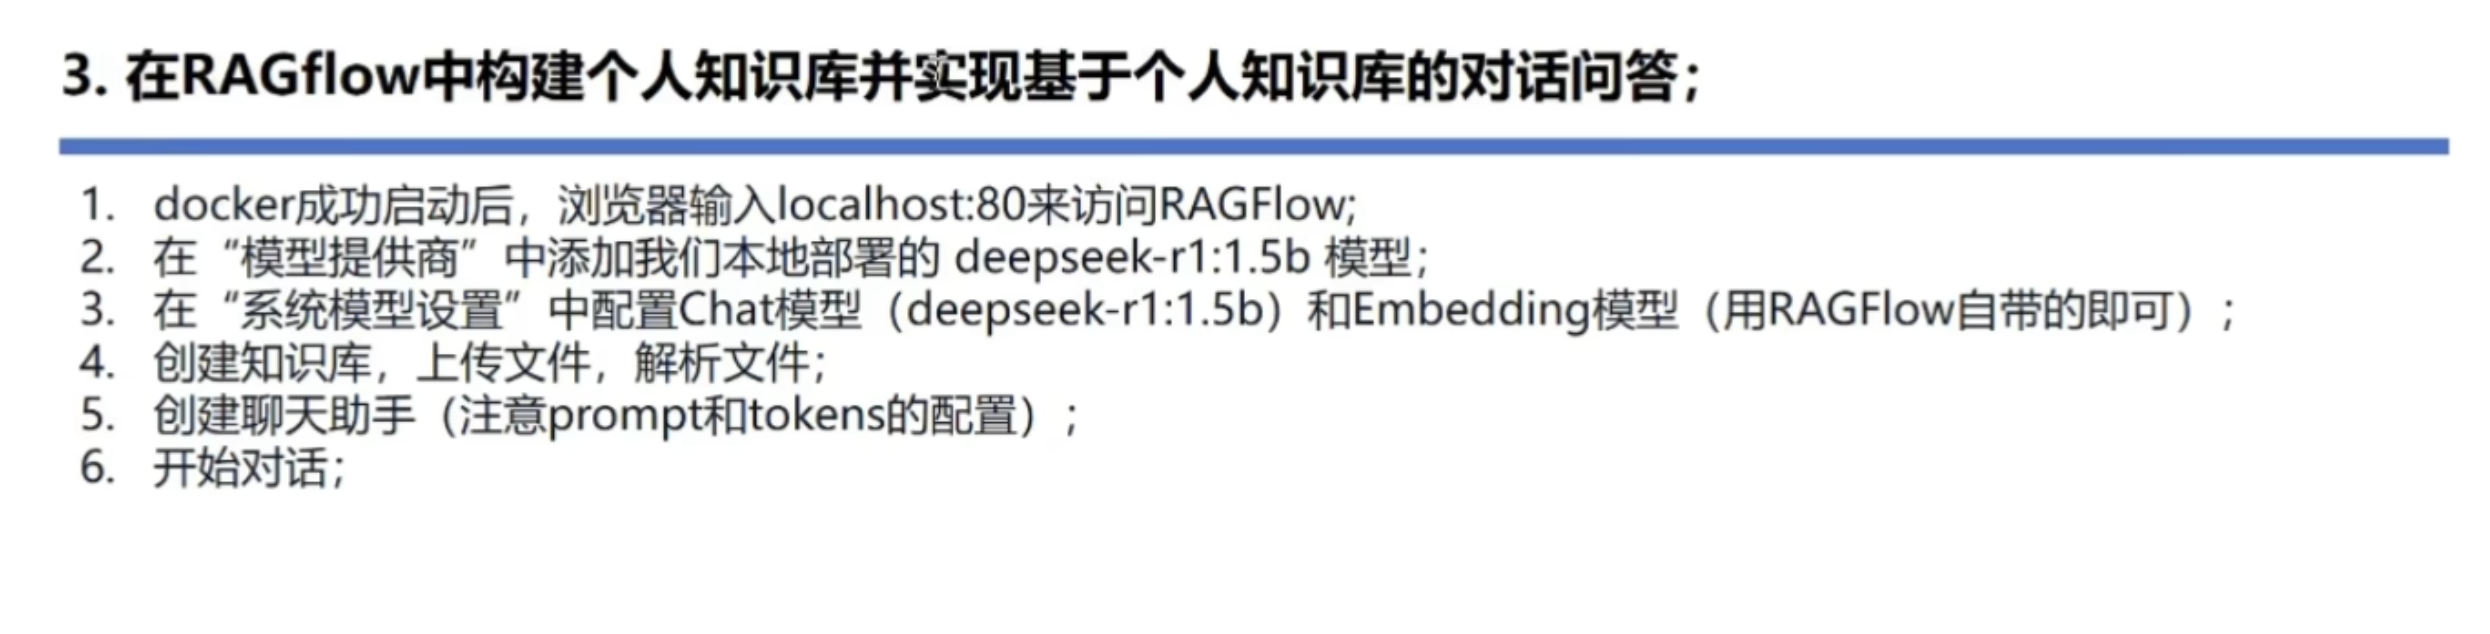 3. 在RAGflow中构建个人知识库并实现基于个人知识库的对话问答；
1. docker成功启动后，浏览器输入localhost:80来访问RAGFlow;
2. 在“模型提供商”中添加我们本地部署的 deepseek-r1:1.5b 模型；
3. 在“系统模型设置”中配置Chat模型（deepseek-r1:1.5b）和Embedding模型（用RAGFlow自带的即可）；
4. 创建知识库，上传文件，解析文件；
5. 创建聊天助手（注意prompt和tokens的配置）；
6. 开始对话；